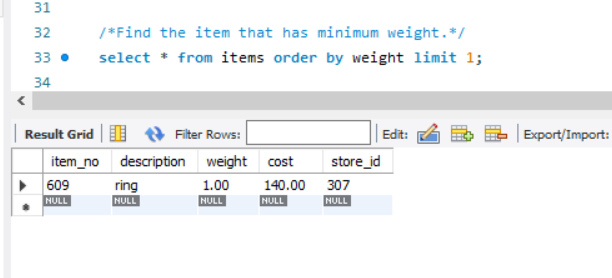 31
32 /*Find the item that has minimum weight.*/
33 select * from items order by weight limit 1;
34
Result Grid Filter Rows: Edit: Export/Import:
item_no description weight cost store_id
609 ring 1.00 140.00 307
NULL NULL NULL NULL NULL